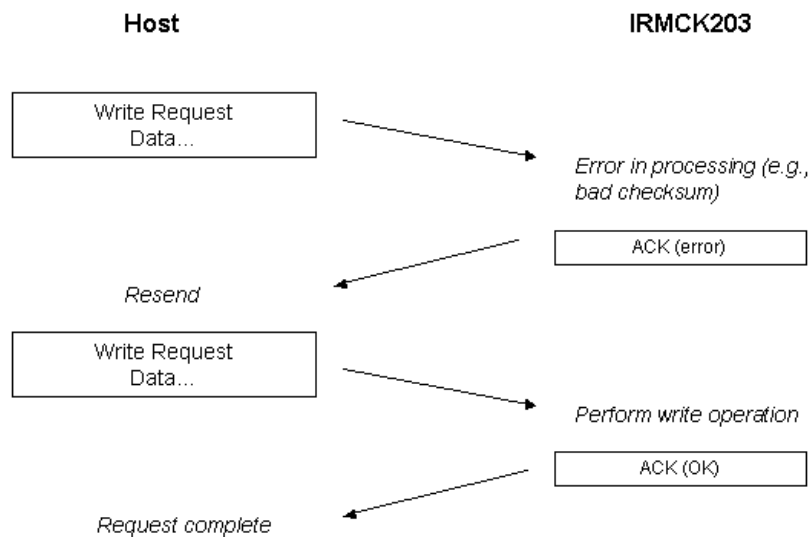 Host
IRMCK203
Write Request
Data...
Error in processing (e.g.,
bad checksum)
ACK (error)
Resend
Write Request
Data...
Perform write operation
ACK (OK)
Request complete